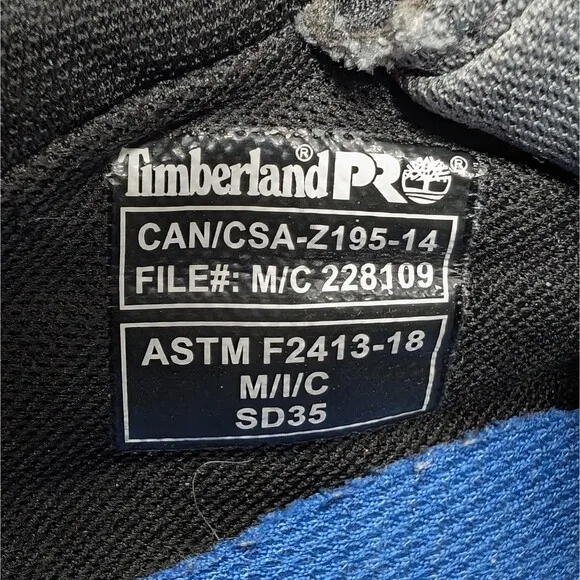 Timberland® PRO®
CAN/CSA-Z195-14
FILE#: M/C 228109
ASTM F2413-18
M/I/C
SD35